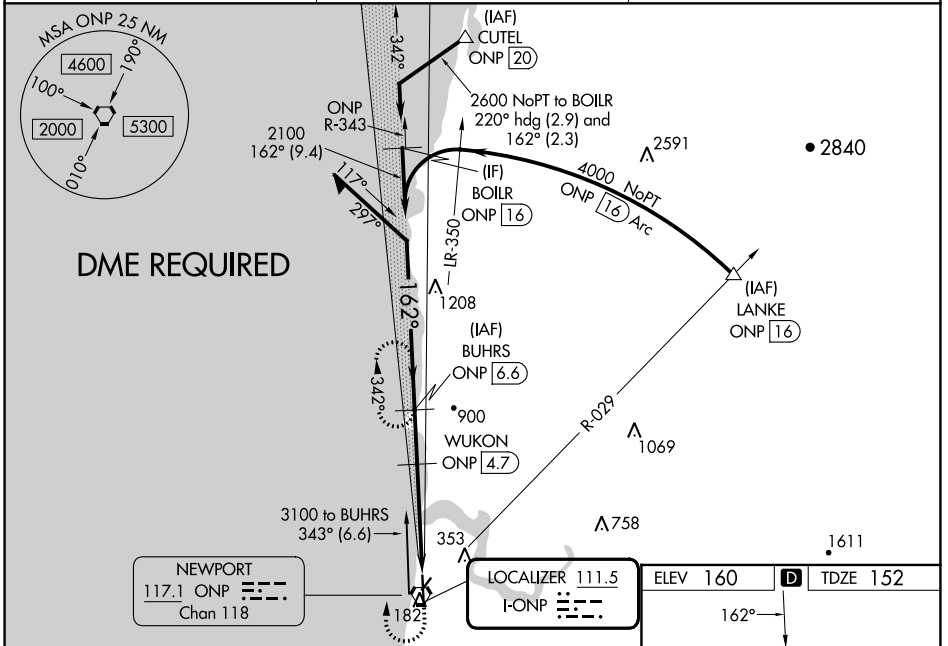 MSA ONP 25 NM
4600
190°
100°
2000
5300
010°
342°
(IAF)
CUTEL
ONP 20
2600 NoPT to BOILR
220° hdg (2.9) and
162° (2.3)
ONP
R-343
2100
162° (9.4)
2591
2840
(IF)
BOILR
ONP 16
4000 NoPT
ONP 16 Arc
117°
297°
LR-350
DME REQUIRED
162°
1208
(IAF)
LANKE
ONP 16
(IAF)
BUHRS
ONP 6.6
342°
900
R-029
1069
WUKON
ONP 4.7
3100 to BUHRS
343° (6.6)
758
353
1611
NEWPORT
117.1 ONP
Chan 118
182
LOCALIZER 111.5
I-ONP
ELEV 160
D
TDZE 152
162°